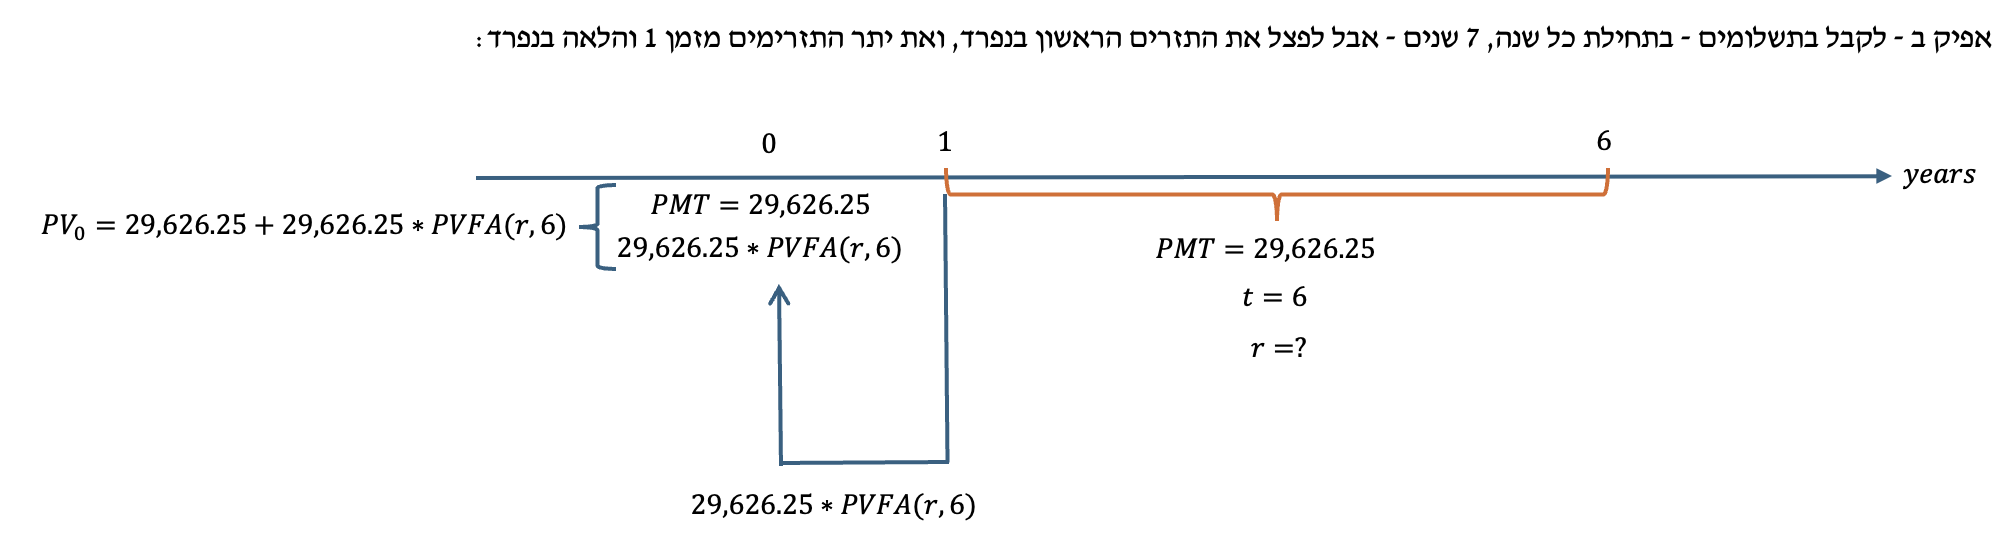 אפיק ב - לקבל בתשלומים - בתחילת כל שנה, 7 שנים - אבל לפצל את התזרים הראשון בנפרד, ואת יתר התזרימים מזמן 1 והלאה בנפרד:
0
1
6
years
PV₀ = 29,626.25 + 29,626.25 ∗ PVFA(r, 6)
PMT = 29,626.25
29,626.25 ∗ PVFA(r, 6)
PMT = 29,626.25
t = 6
r =?
29,626.25 ∗ PVFA(r, 6)